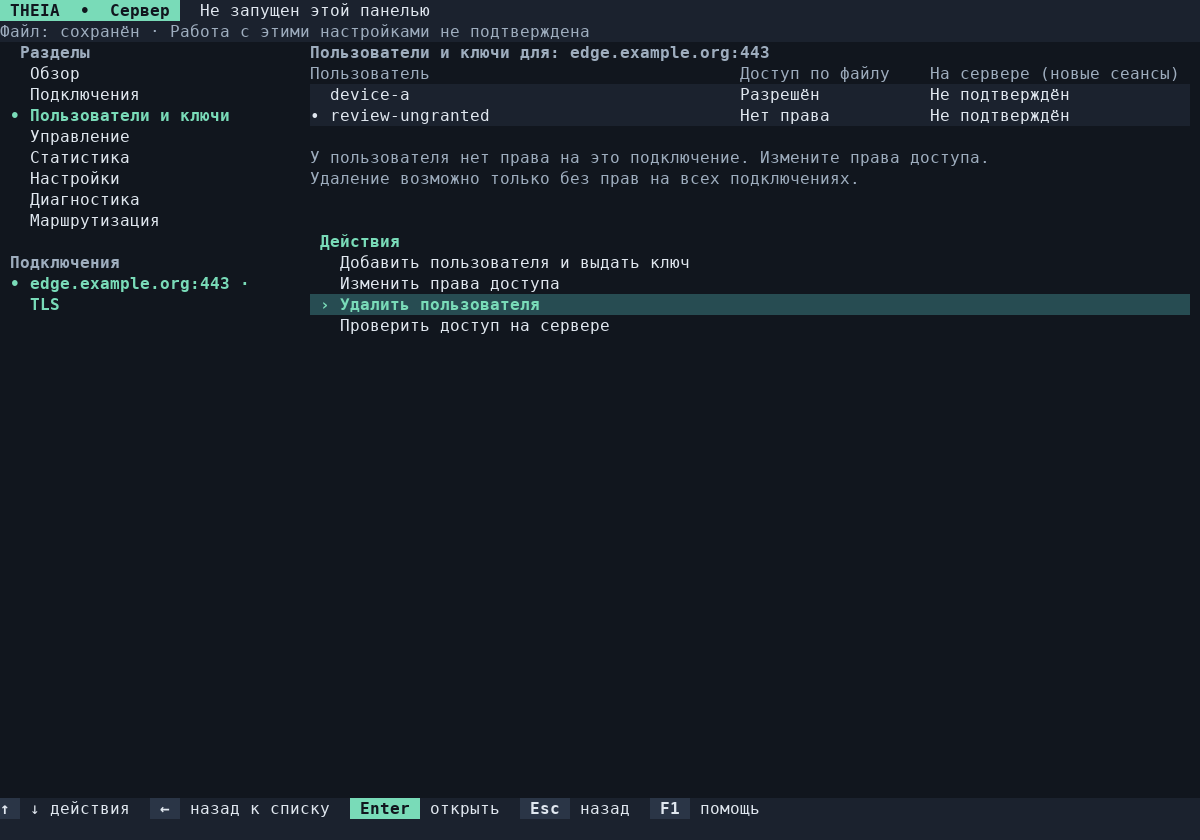 THEIA • Сервер Не запущен этой панелью
Файл: сохранён · Работа с этими настройками не подтверждена
Разделы
Обзор
Подключения
• Пользователи и ключи
Управление
Статистика
Настройки
Диагностика
Маршрутизация
Подключения
• edge.example.org:443 ·
TLS
Пользователи и ключи для: edge.example.org:443
Пользователь Доступ по файлу На сервере (новые сеансы)
device-a Разрешён Не подтверждён
• review-ungranted Нет права Не подтверждён
У пользователя нет права на это подключение. Измените права доступа.
Удаление возможно только без прав на всех подключениях.
Действия
Добавить пользователя и выдать ключ
Изменить права доступа
› Удалить пользователя
Проверить доступ на сервере
↑ ↓ действия ← назад к списку Enter открыть Esc назад F1 помощь